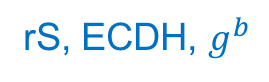 rS, ECDH, g^b